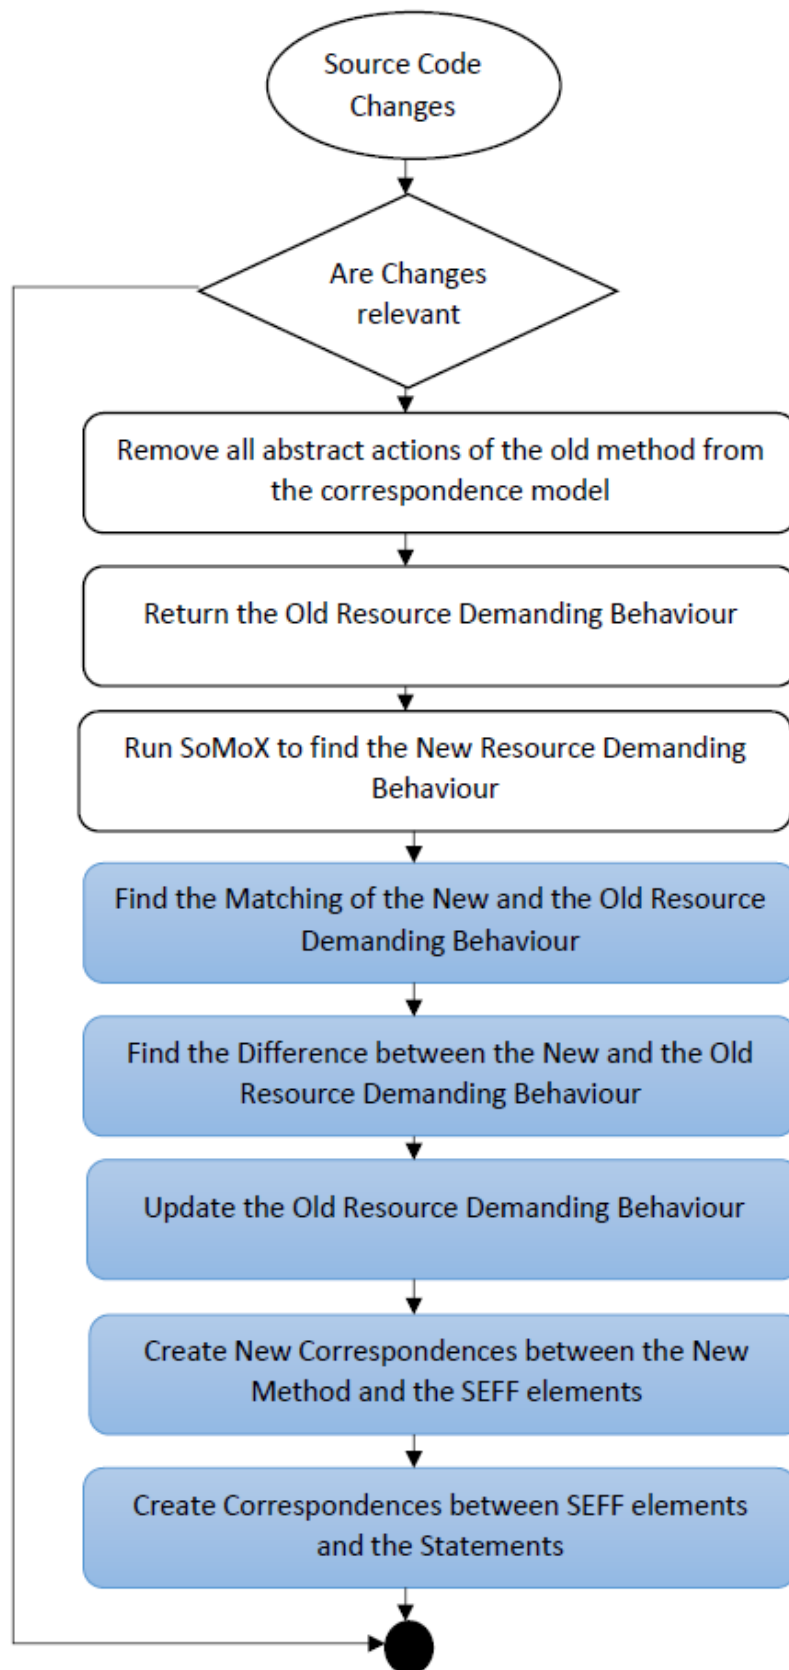 Source Code
Changes
Are Changes
relevant
Remove all abstract actions of the old method from
the correspondence model
Return the Old Resource Demanding Behaviour
Run SoMoX to find the New Resource Demanding
Behaviour
Find the Matching of the New and the Old Resource
Demanding Behaviour
Find the Difference between the New and the Old
Resource Demanding Behaviour
Update the Old Resource Demanding Behaviour
Create New Correspondences between the New
Method and the SEFF elements
Create Correspondences between SEFF elements
and the Statements